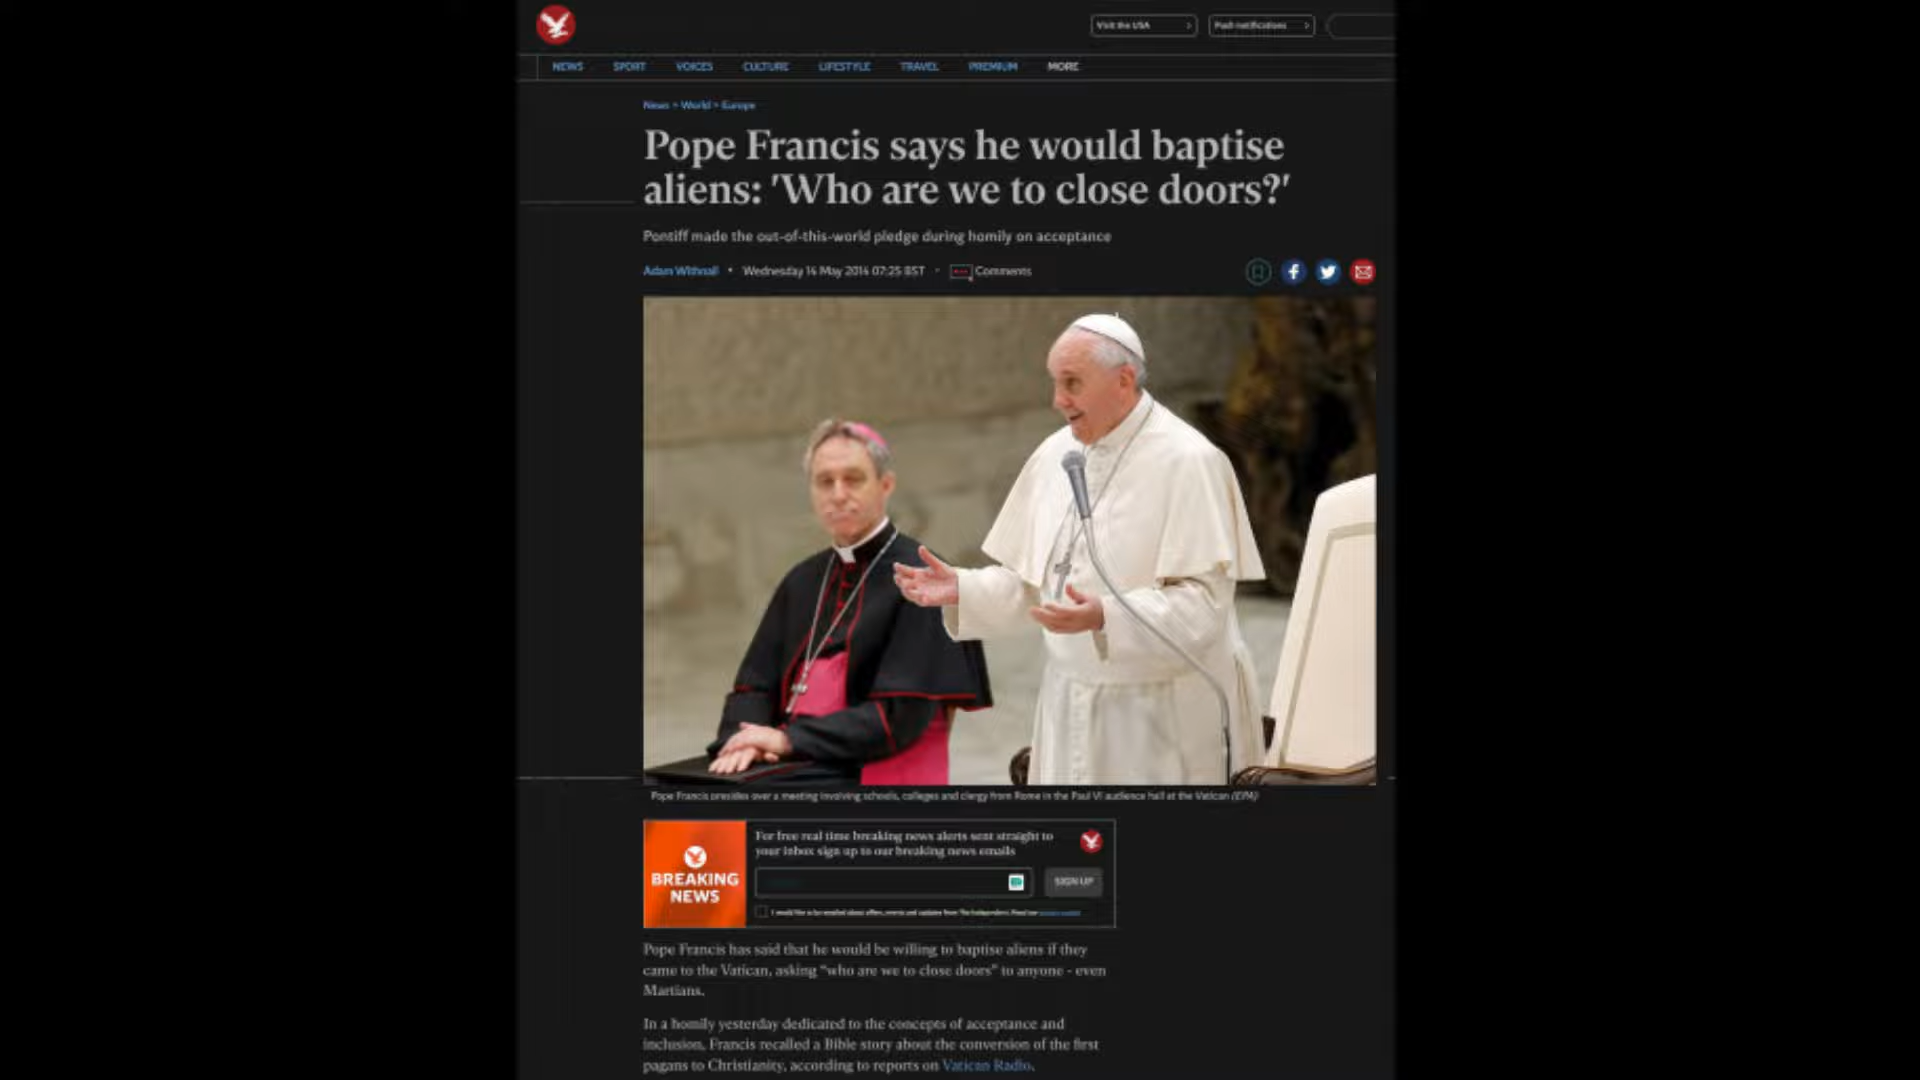 Visit the USA
Push notifications
NEWS SPORT VOICES CULTURE LIFESTYLE TRAVEL PREMIUM MORE
News > World > Europe
Pope Francis says he would baptise
aliens: 'Who are we to close doors?'
Pontiff made the out-of-this-world pledge during homily on acceptance
Adam Withnall • Wednesday 14 May 2014 07:25 BST • Comments
Pope Francis presides over a meeting involving schools, colleges and clergy from Rome in the Paul VI audience hall at the Vatican (EPA)
BREAKING
NEWS
For free real time breaking news alerts sent straight to
your inbox sign up to our breaking news emails
SIGN UP
I would like to be emailed about offers, events and updates from The Independent. Read our privacy notice
Pope Francis has said that he would be willing to baptise aliens if they
came to the Vatican, asking “who are we to close doors” to anyone - even
Martians.
In a homily yesterday dedicated to the concepts of acceptance and
inclusion, Francis recalled a Bible story about the conversion of the first
pagans to Christianity, according to reports on Vatican Radio.